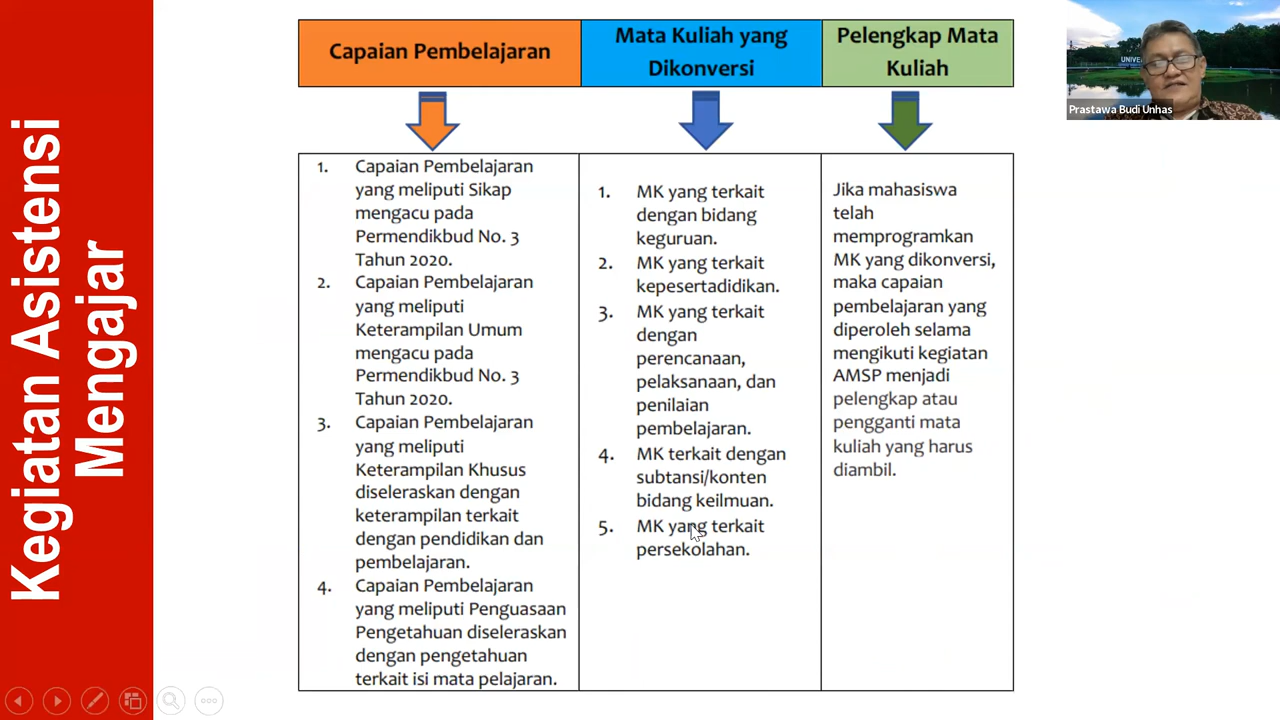 Kegiatan Asistensi
Mengajar
Capaian Pembelajaran
Mata Kuliah yang
Dikonversi
Pelengkap Mata
Kuliah
1. Capaian Pembelajaran
yang meliputi Sikap
mengacu pada
Permendikbud No. 3
Tahun 2020.
2. Capaian Pembelajaran
yang meliputi
Keterampilan Umum
mengacu pada
Permendikbud No. 3
Tahun 2020.
3. Capaian Pembelajaran
yang meliputi
Keterampilan Khusus
diseleraskan dengan
keterampilan terkait
dengan pendidikan dan
pembelajaran.
4. Capaian Pembelajaran
yang meliputi Penguasaan
Pengetahuan diseleraskan
dengan pengetahuan
terkait isi mata pelajaran.
1. MK yang terkait
dengan bidang
keguruan.
2. MK yang terkait
kepesertadidikan.
3. MK yang terkait
dengan
perencanaan,
pelaksanaan, dan
penilaian
pembelajaran.
4. MK terkait dengan
subtansi/konten
bidang keilmuan.
5. MK yang terkait
persekolahan.
Jika mahasiswa
telah
memprogramkan
MK yang dikonversi,
maka capaian
pembelajaran yang
diperoleh selama
mengikuti kegiatan
AMSP menjadi
pelengkap atau
pengganti mata
kuliah yang harus
diambil.
Prastawa Budi Unhas